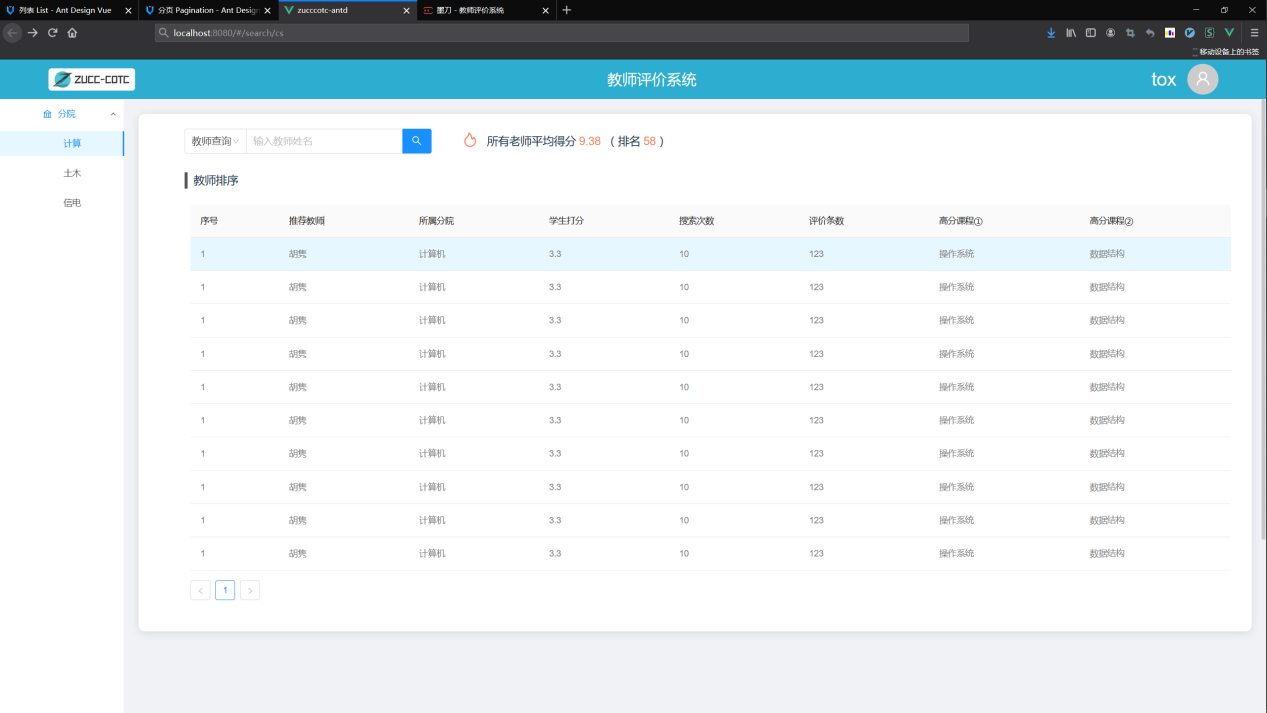 列表 List - Ant Design Vue
分页 Pagination - Ant Design
zucccotc-antd
墨刀 - 教师评价系统
localhost:8080/#/search/cs
移动设备上的书签
ZUCC-COTC
教师评价系统
tox
分院
计算
土木
信电
教师查询
输入教师姓名
所有老师平均得分 9.38 ( 排名 58 )
教师排序
序号 推荐教师 所属分院 学生打分 搜索次数 评价条数 高分课程① 高分课程②
1 胡隽 计算机 3.3 10 123 操作系统 数据结构
1 胡隽 计算机 3.3 10 123 操作系统 数据结构
1 胡隽 计算机 3.3 10 123 操作系统 数据结构
1 胡隽 计算机 3.3 10 123 操作系统 数据结构
1 胡隽 计算机 3.3 10 123 操作系统 数据结构
1 胡隽 计算机 3.3 10 123 操作系统 数据结构
1 胡隽 计算机 3.3 10 123 操作系统 数据结构
1 胡隽 计算机 3.3 10 123 操作系统 数据结构
1 胡隽 计算机 3.3 10 123 操作系统 数据结构
1 胡隽 计算机 3.3 10 123 操作系统 数据结构
1